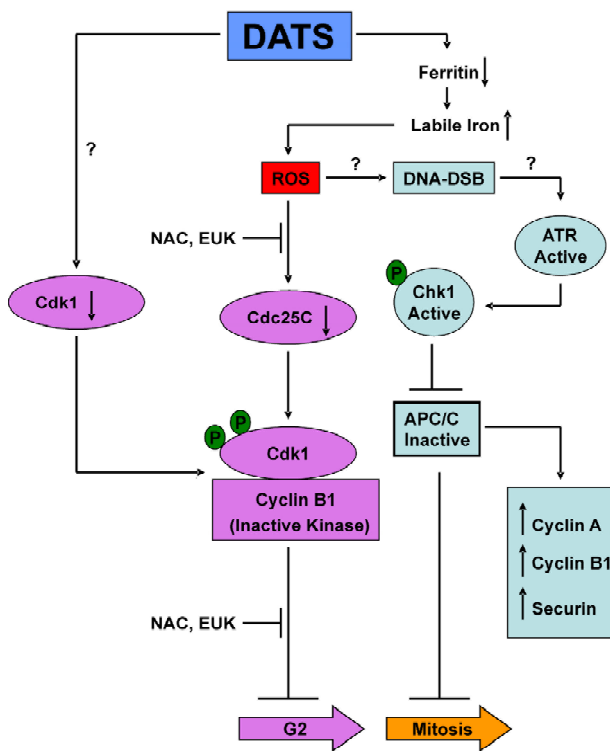 DATS
Ferritin
Labile Iron
?
ROS
?
DNA-DSB
?
NAC, EUK
ATR
Active
P
Chk1
Active
Cdk1
Cdc25C
P
P
Cdk1
APC/C
Inactive
Cyclin B1
(Inactive Kinase)
Cyclin A
Cyclin B1
Securin
NAC, EUK
G2
Mitosis